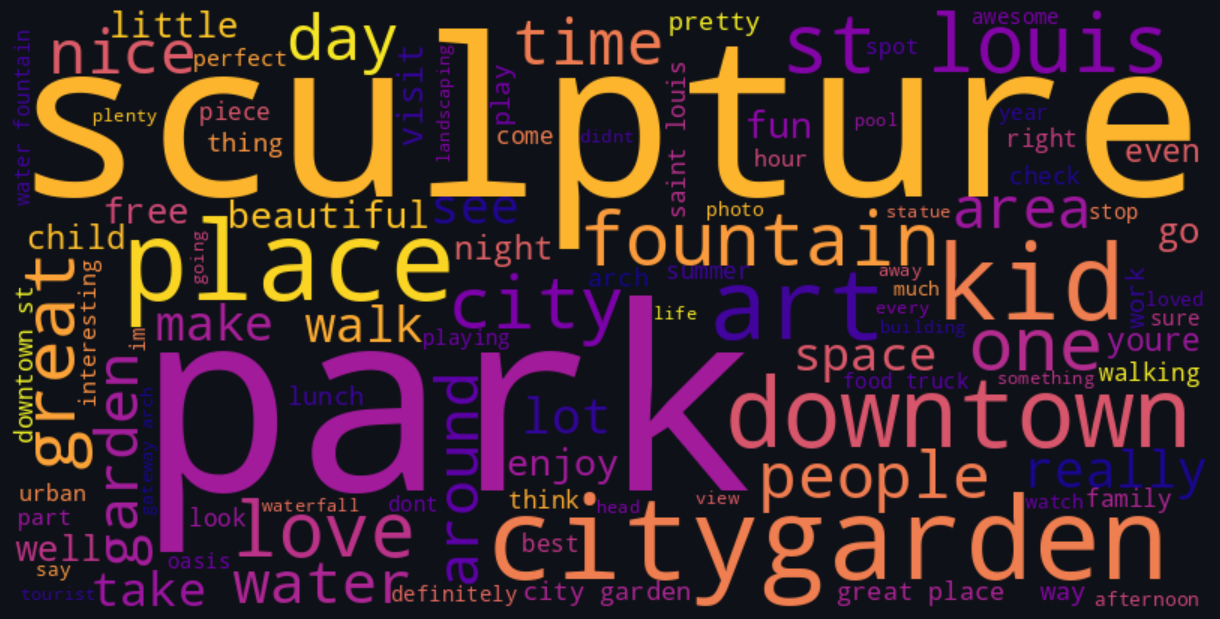 little
day
time
pretty
st louis
awesome
spot
nice
perfect
water fountain
visit
landscaping
play
sculpture
plenty
piece
thing
come
didnt
saint louis
fun
hour
pool
year
right
even
check
free
beautiful
see
photo
statue
area
stop
go
child
place
going
night
fountain
kid
great
interesting
downtown st
city
arch
summer
art
away
much
every
building
work
loved
sure
life
make
walk
im
playing
one
youre
space
food truck
something
walking
garden
gateway arch
park
lunch
around
lot
downtown
enjoy
people
really
urban
part
well
say
tourist
look
waterfall
dont
love
oasis
think
head
view
watch
family
citygarden
best
take
water
definitely
city garden
great place
way
afternoon